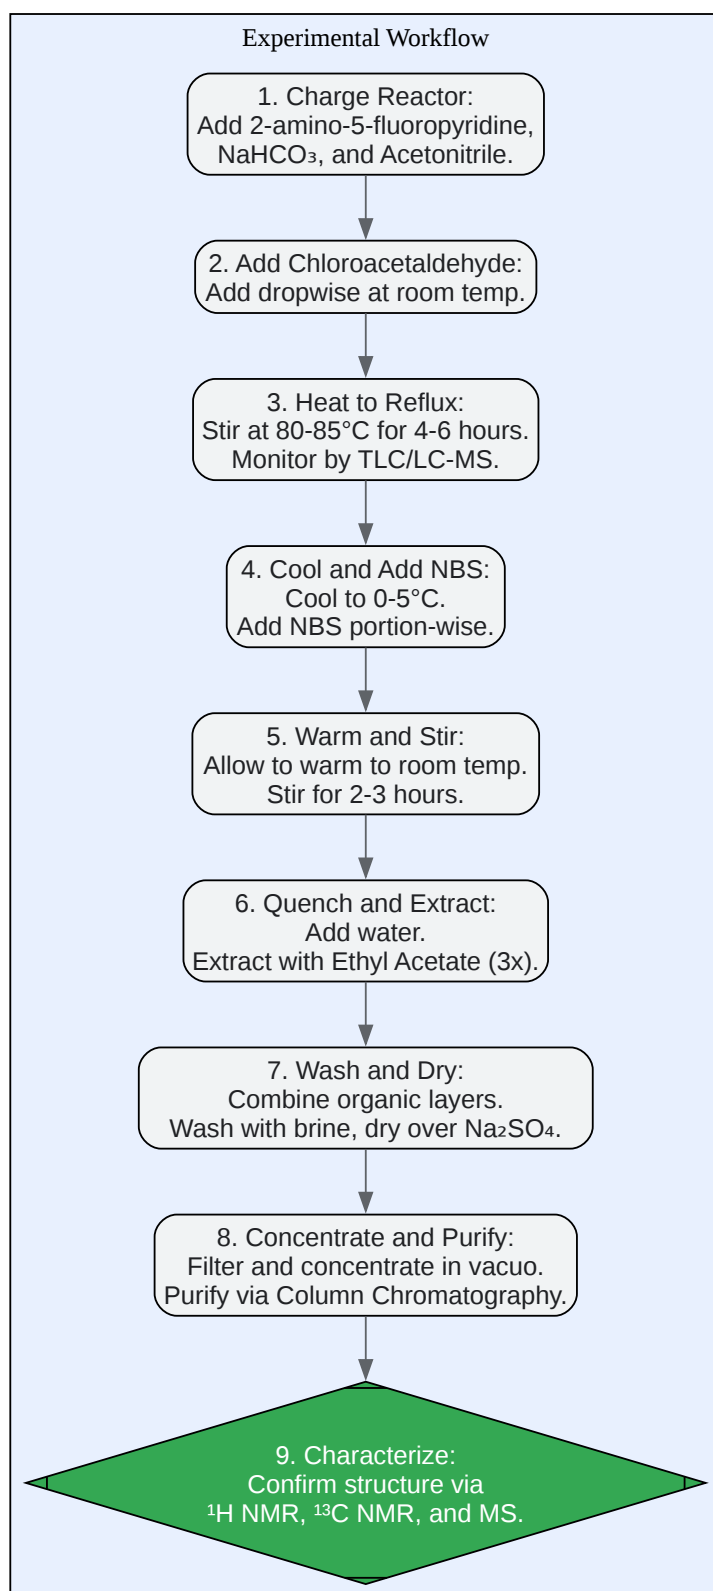 Experimental Workflow
1. Charge Reactor:
Add 2-amino-5-fluoropyridine,
NaHCO₃, and Acetonitrile.
2. Add Chloroacetaldehyde:
Add dropwise at room temp.
3. Heat to Reflux:
Stir at 80-85°C for 4-6 hours.
Monitor by TLC/LC-MS.
4. Cool and Add NBS:
Cool to 0-5°C.
Add NBS portion-wise.
5. Warm and Stir:
Allow to warm to room temp.
Stir for 2-3 hours.
6. Quench and Extract:
Add water.
Extract with Ethyl Acetate (3x).
7. Wash and Dry:
Combine organic layers.
Wash with brine, dry over Na₂SO₄.
8. Concentrate and Purify:
Filter and concentrate in vacuo.
Purify via Column Chromatography.
9. Characterize:
Confirm structure via
¹H NMR, ¹³C NMR, and MS.